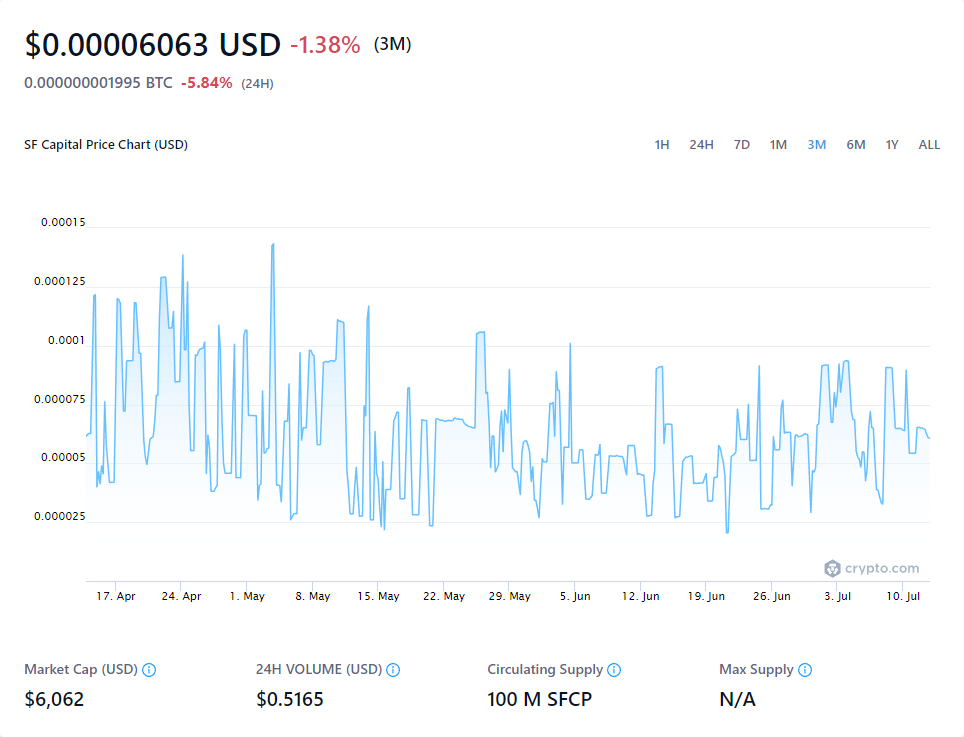 $0.00006063 USD -1.38% (3M)
0.000000001995 BTC -5.84% (24H)
SF Capital Price Chart (USD)
1H 24H 7D 1M 3M 6M 1Y ALL
0.00015
0.000125
0.0001
0.000075
0.00005
0.000025
crypto.com
17. Apr 24. Apr 1. May 8. May 15. May 22. May 29. May 5. Jun 12. Jun 19. Jun 26. Jun 3. Jul 10. Jul
Market Cap (USD) 24H VOLUME (USD) Circulating Supply Max Supply
$6,062 $0.5165 100 M SFCP N/A